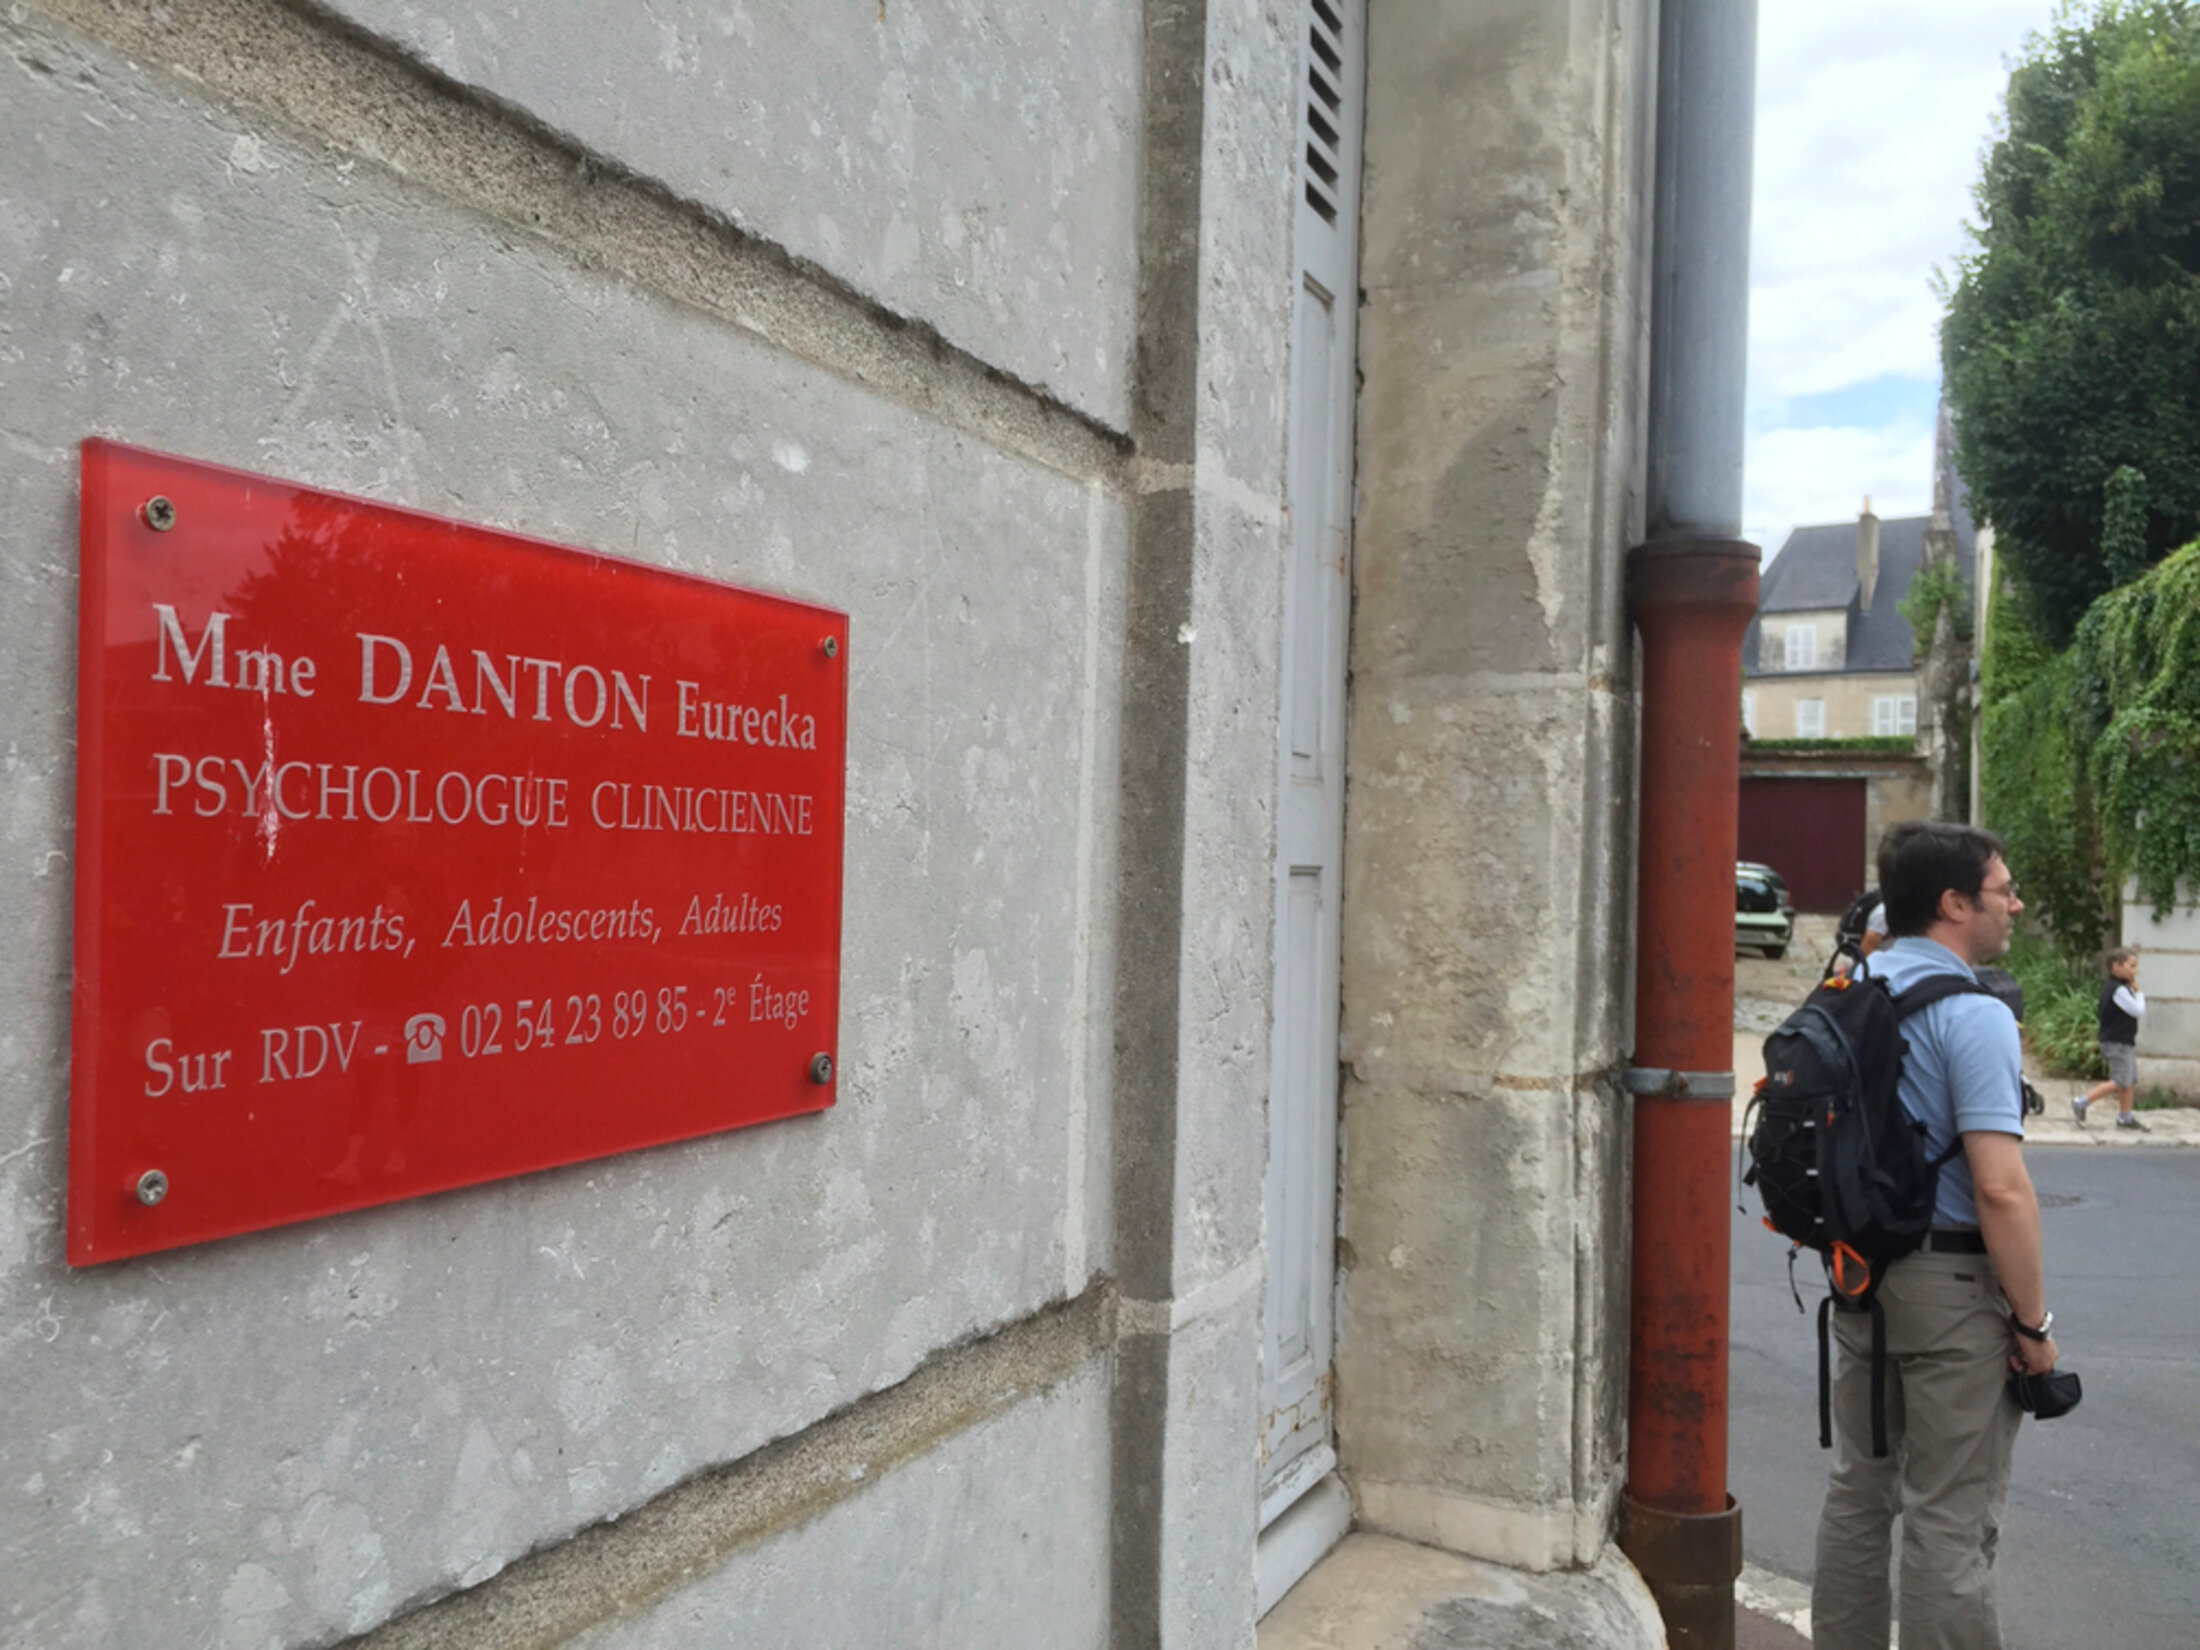 Mme DANTON Eurecka
PSYCHOLOGUE CLINICIENNE
Enfants, Adolescents, Adultes
Sur RDV - ☎ 02 54 23 89 85 - 2e Étage